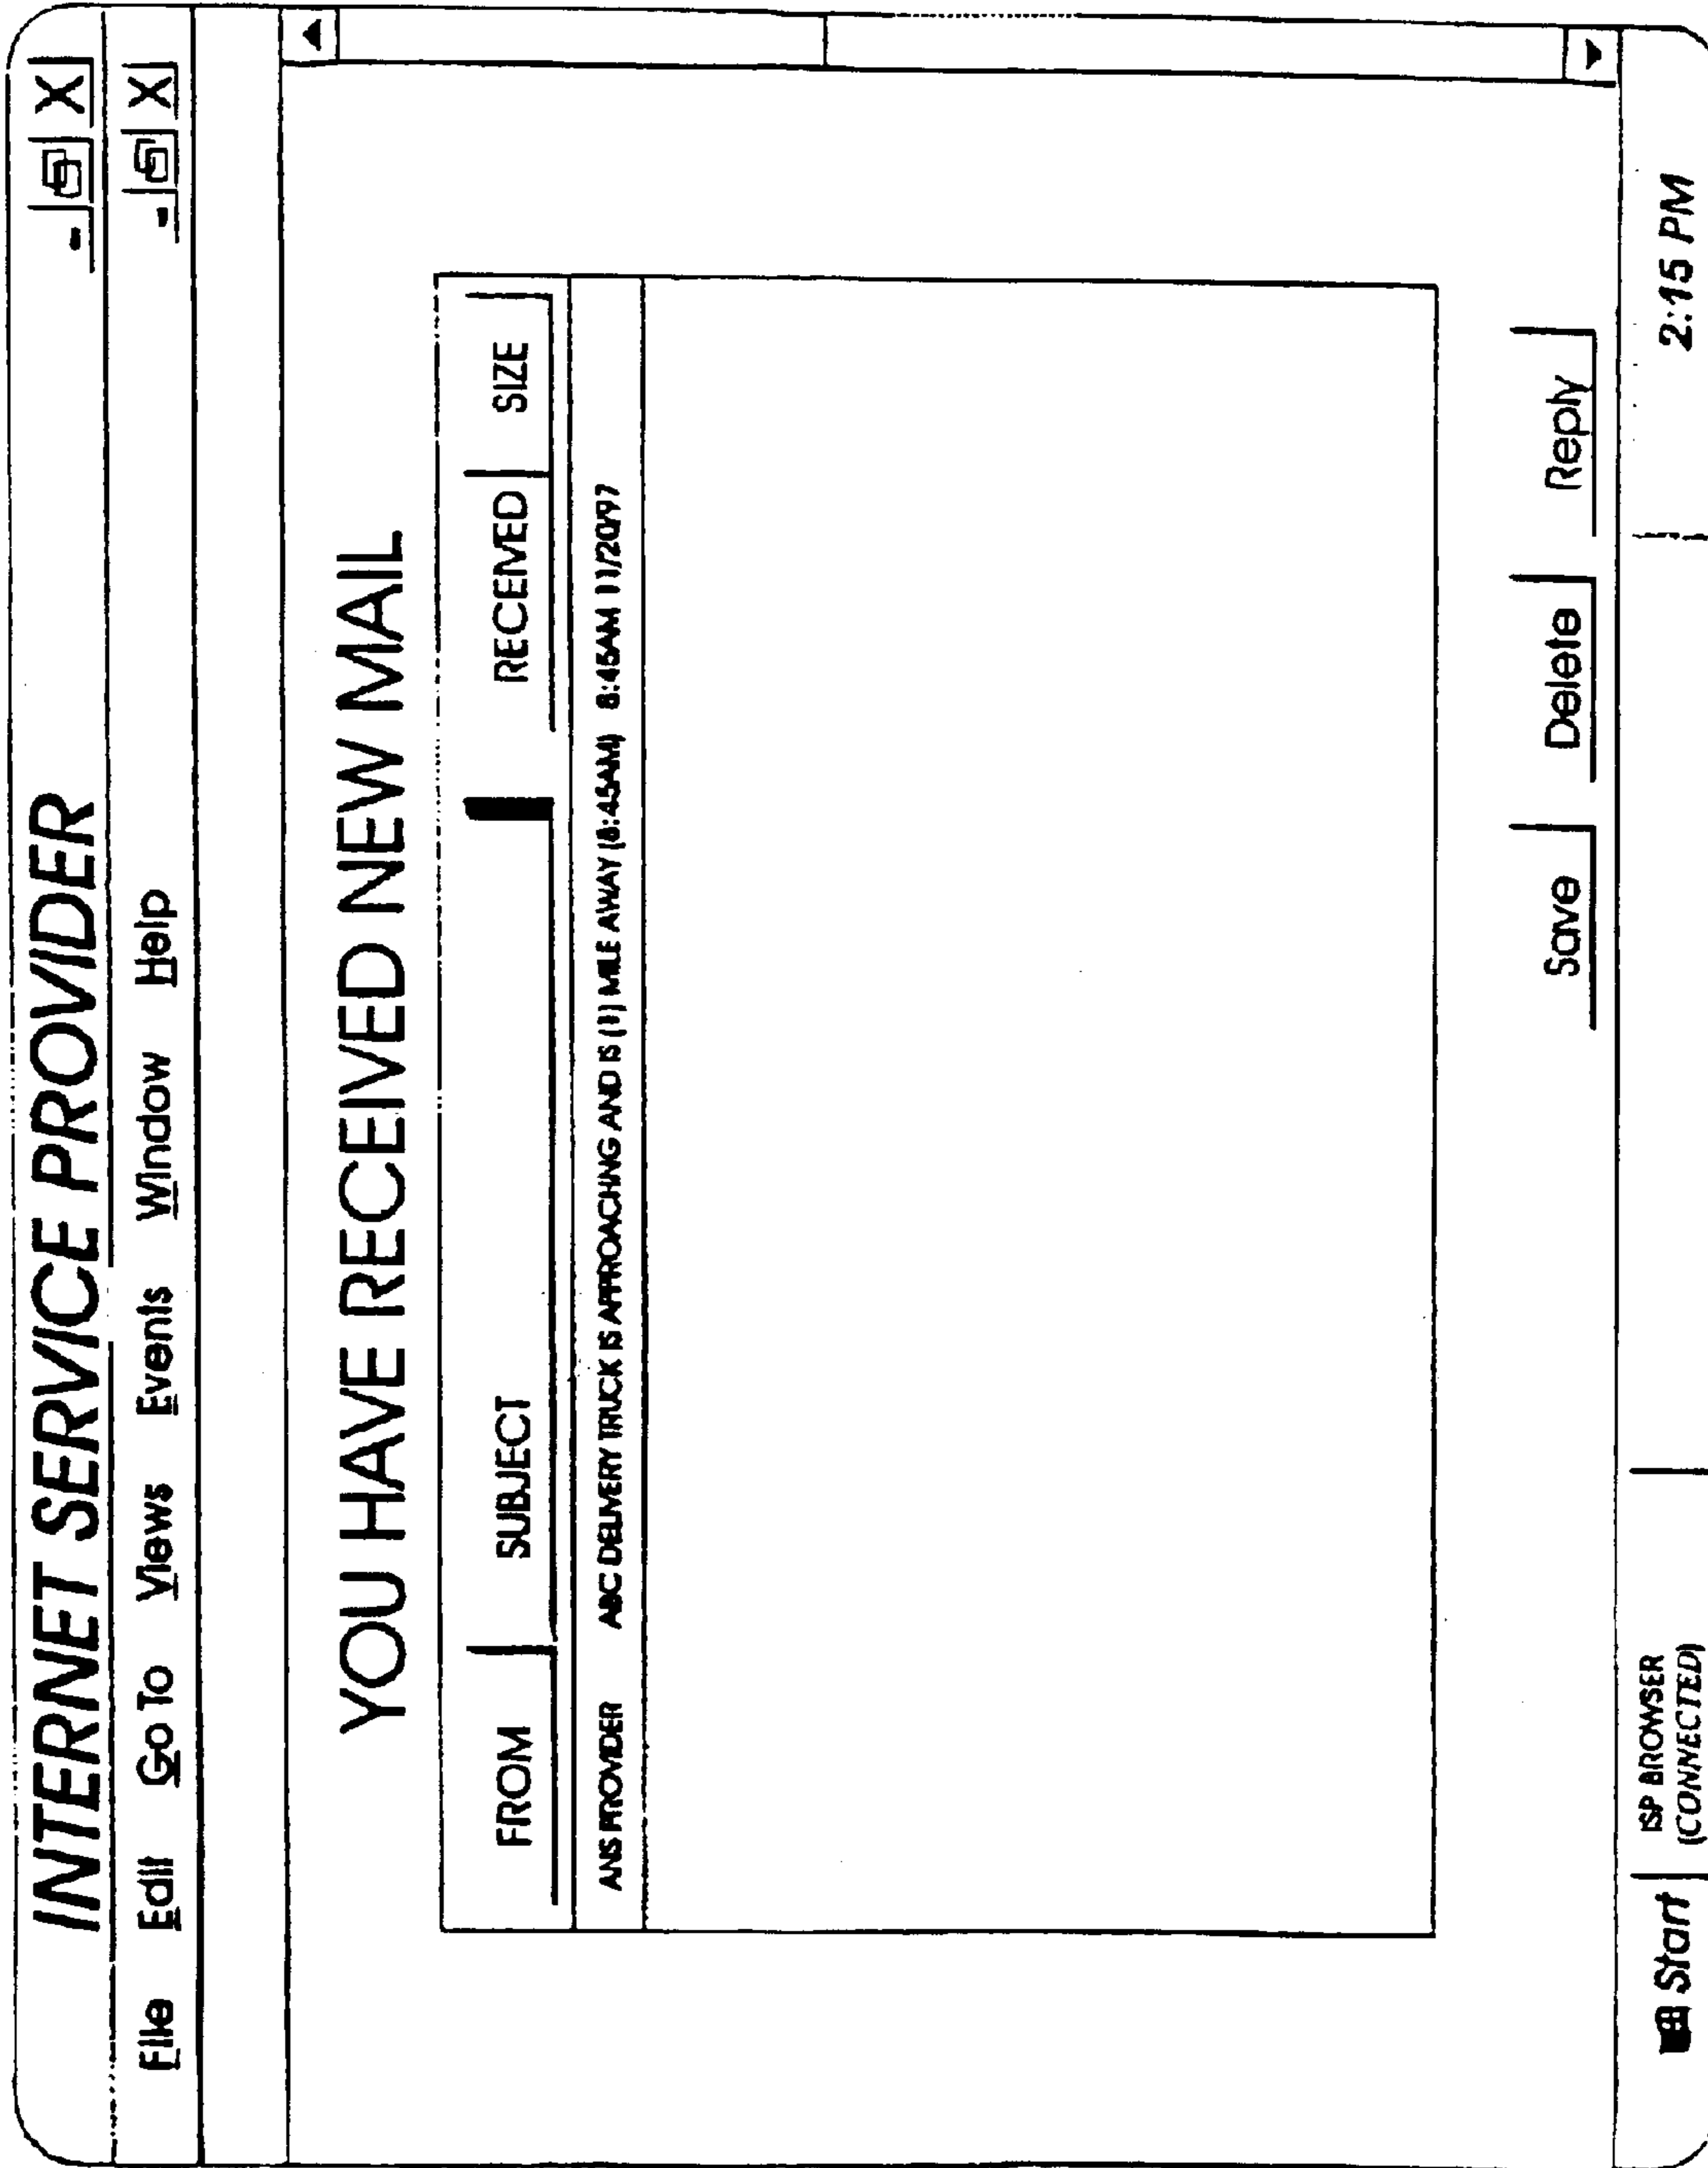 INTERNET SERVICE PROVIDER
File Edit Go To Views Events Window Help
YOU HAVE RECEIVED NEW MAIL
FROM SUBJECT RECEIVED SIZE
ANS PROVIDER ABC DELIVERY TRUCK IS APPROACHING AND IS (1) MILE AWAY (8:45AM) 8:45AM 11/20/97
Save Delete Reply
Start ISP BROWSER 2:15 PM
(CONNECTED)